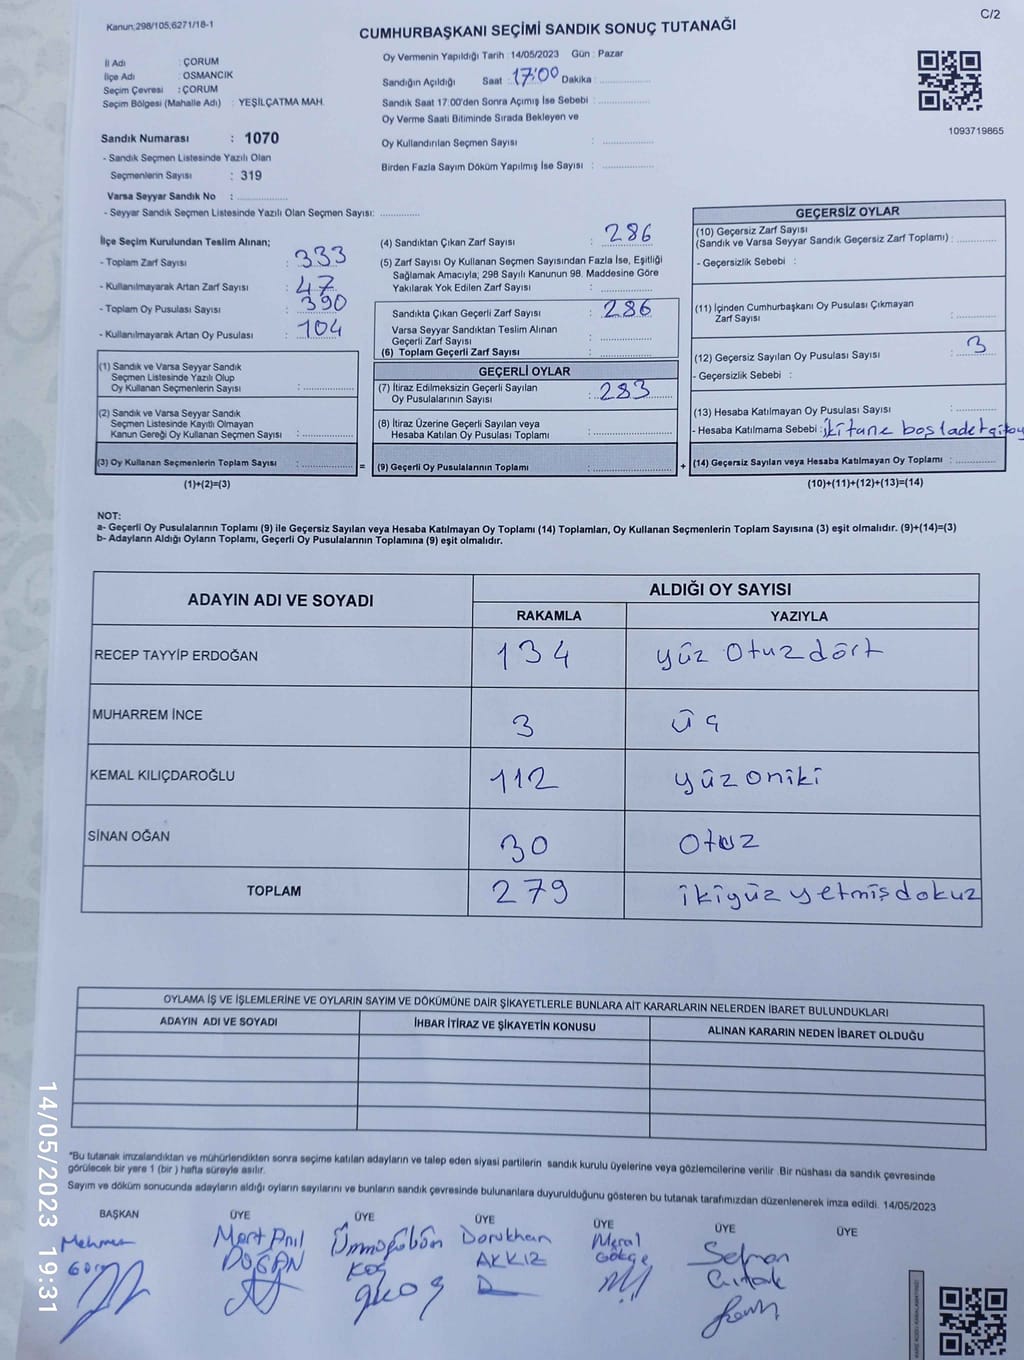 Kanun:298/105,6271/18-1
C/2
CUMHURBAŞKANI SEÇİMİ SANDIK SONUÇ TUTANAĞI
İl Adı : ÇORUM
İlçe Adı : OSMANCIK
Seçim Çevresi : ÇORUM
Seçim Bölgesi (Mahalle Adı) : YEŞİLÇATMA MAH.
Oy Vermenin Yapıldığı Tarih : 14/05/2023 Gün : Pazar
Sandığın Açıldığı Saat : 17:00 Dakika :
Sandık Saat 17:00'den Sonra Açımış İse Sebebi :
Oy Verme Saati Bitiminde Sırada Bekleyen ve
Oy Kullandırılan Seçmen Sayısı :
Birden Fazla Sayım Döküm Yapılmış İse Sayısı :
1093719865
Sandık Numarası : 1070
- Sandık Seçmen Listesinde Yazılı Olan
Seçmenlerin Sayısı : 319
Varsa Seyyar Sandık No :
- Seyyar Sandık Seçmen Listesinde Yazılı Olan Seçmen Sayısı:
İlçe Seçim Kurulundan Teslim Alınan;
- Toplam Zarf Sayısı : 333
- Kullanılmayarak Artan Zarf Sayısı : 47
- Toplam Oy Pusulası Sayısı : 390
- Kullanılmayarak Artan Oy Pusulası : 104
(1) Sandık ve Varsa Seyyar Sandık
Seçmen Listesinde Yazılı Olup
Oy Kullanan Seçmenlerin Sayısı :
(2) Sandık ve Varsa Seyyar Sandık
Seçmen Listesinde Kayıtlı Olmayan
Kanun Gereği Oy Kullanan Seçmen Sayısı :
(3) Oy Kullanan Seçmenlerin Toplam Sayısı :
(1)+(2)=(3)
(4) Sandıktan Çıkan Zarf Sayısı : 286
(5) Zarf Sayısı Oy Kullanan Seçmen Sayısından Fazla İse, Eşitliği
Sağlamak Amacıyla; 298 Sayılı Kanunun 98. Maddesine Göre
Yakılarak Yok Edilen Zarf Sayısı :
Sandıkta Çıkan Geçerli Zarf Sayısı : 286
Varsa Seyyar Sandıktan Teslim Alınan
Geçerli Zarf Sayısı :
(6) Toplam Geçerli Zarf Sayısı :
GEÇERLİ OYLAR
(7) İtiraz Edilmeksizin Geçerli Sayılan
Oy Pusulalarının Sayısı : 283
(8) İtiraz Üzerine Geçerli Sayılan veya
Hesaba Katılan Oy Pusulası Toplamı :
= (9) Geçerli Oy Pusulalarının Toplamı :
GEÇERSİZ OYLAR
(10) Geçersiz Zarf Sayısı
(Sandık ve Varsa Seyyar Sandık Geçersiz Zarf Toplamı) :
- Geçersizlik Sebebi :
(11) İçinden Cumhurbaşkanı Oy Pusulası Çıkmayan
Zarf Sayısı :
(12) Geçersiz Sayılan Oy Pusulası Sayısı : 3
- Geçersizlik Sebebi :
(13) Hesaba Katılmayan Oy Pusulası Sayısı :
- Hesaba Katılmama Sebebi : iki tane boş
+ (14) Geçersiz Sayılan veya Hesaba Katılmayan Oy Toplamı :
(10)+(11)+(12)+(13)=(14)
NOT:
a- Geçerli Oy Pusulalarının Toplamı (9) ile Geçersiz Sayılan veya Hesaba Katılmayan Oy Toplamı (14) Toplamları, Oy Kullanan Seçmenlerin Toplam Sayısına (3) eşit olmalıdır. (9)+(14)=(3)
b- Adayların Aldığı Oyların Toplamı, Geçerli Oy Pusulalarının Toplamına (9) eşit olmalıdır.
ADAYIN ADI VE SOYADI
ALDIĞI OY SAYISI
RAKAMLA YAZIYLA
RECEP TAYYİP ERDOĞAN 134 yüz otuz dört
MUHARREM İNCE 3 üç
KEMAL KILIÇDAROĞLU 112 yüz oniki
SİNAN OĞAN 30 otuz
TOPLAM 279 ikiyüz yetmiş dokuz
OYLAMA İŞ VE İŞLEMLERİNE VE OYLARIN SAYIM VE DÖKÜMÜNE DAİR ŞİKAYETLERLE BUNLARA AİT KARARLARIN NELERDEN İBARET BULUNDUKLARI
ADAYIN ADI VE SOYADI İHBAR İTİRAZ VE ŞİKAYETİN KONUSU ALINAN KARARIN NEDEN İBARET OLDUĞU
*Bu tutanak imzalandıktan ve mühürlendikten sonra seçime katılan adayların ve talep eden siyasi partilerin sandık kurulu üyelerine veya gözlemcilerine verilir. Bir nüshası da sandık çevresinde
görülecek bir yere 1 (bir) hafta süreyle asılır.
Sayım ve döküm sonucunda adayların aldığı oyların sayılarını ve bunların sandık çevresinde bulunanlara duyurulduğunu gösteren bu tutanak tarafımızdan düzenlenerek imza edildi. 14/05/2023
BAŞKAN ÜYE ÜYE ÜYE ÜYE ÜYE ÜYE
Mehmet Mert Anıl Ümmügülsün Dorukhan Meral Selman
DOĞAN Koç AKKIZ Gökçe
14/05/2023 19:31